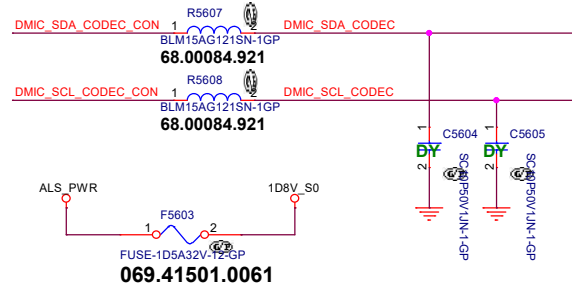 R5607
DMIC_SDA_CODEC_CON 1 2 DMIC_SDA_CODEC
BLM15AG121SN-1GP
68.00084.921
R5608
DMIC_SCL_CODEC_CON 1 2 DMIC_SCL_CODEC
BLM15AG121SN-1GP
68.00084.921
1 C5604
DY
2
1 C5605
DY
2
ALS_PWR 1D8V_S0
F5603
1 2
FUSE-1D5A32V-12-GP
069.41501.0061